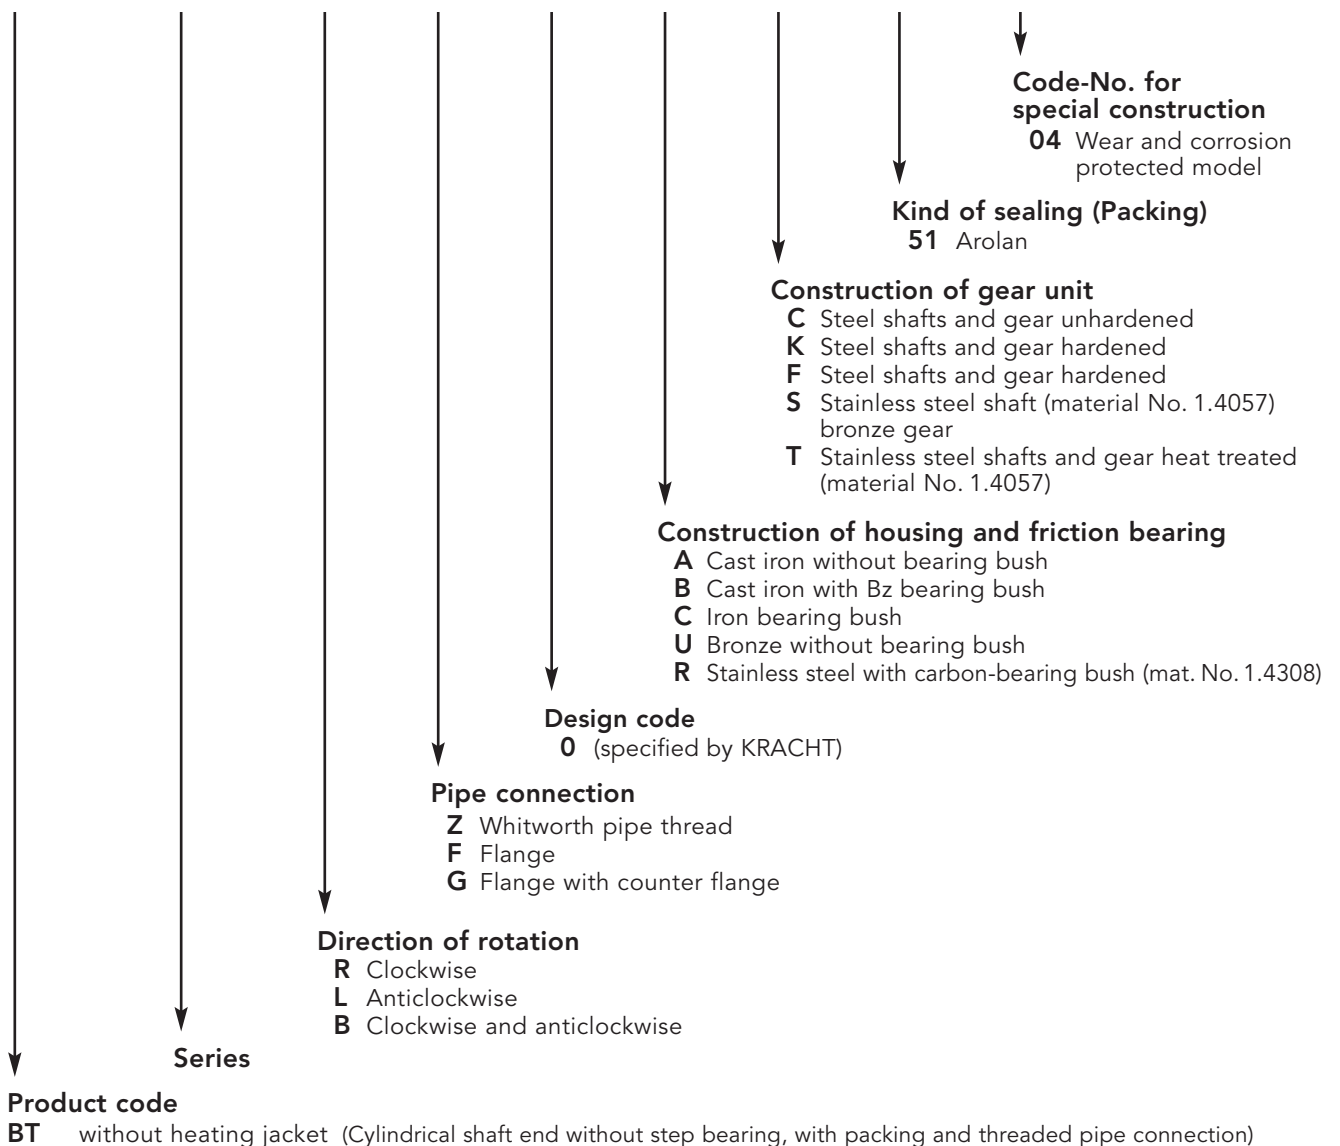 Code-No. for
special construction
04 Wear and corrosion
protected model
Kind of sealing (Packing)
51 Arolan
Construction of gear unit
C Steel shafts and gear unhardened
K Steel shafts and gear hardened
F Steel shafts and gear hardened
S Stainless steel shaft (material No. 1.4057)
bronze gear
T Stainless steel shafts and gear heat treated
(material No. 1.4057)
Construction of housing and friction bearing
A Cast iron without bearing bush
B Cast iron with Bz bearing bush
C Iron bearing bush
U Bronze without bearing bush
R Stainless steel with carbon-bearing bush (mat. No. 1.4308)
Design code
0 (specified by KRACHT)
Pipe connection
Z Whitworth pipe thread
F Flange
G Flange with counter flange
Direction of rotation
R Clockwise
L Anticlockwise
B Clockwise and anticlockwise
Series
Product code
BT without heating jacket (Cylindrical shaft end without step bearing, with packing and threaded pipe connection)